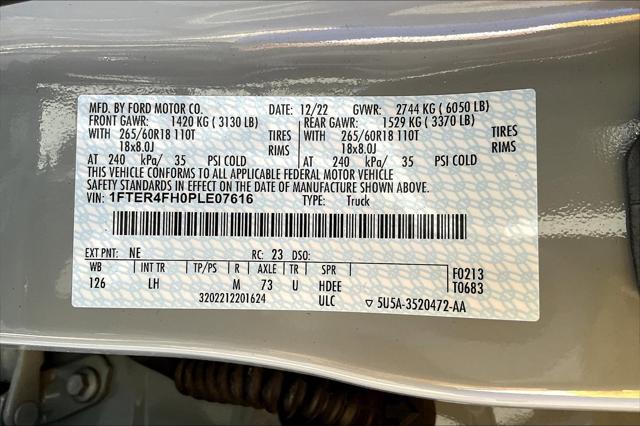 MFD. BY FORD MOTOR CO. DATE: 12/22 GVWR: 2744 KG ( 6050 LB)
FRONT GAWR: 1420 KG ( 3130 LB) REAR GAWR: 1529 KG ( 3370 LB)
WITH 265/60R18 110T TIRES WITH 265/60R18 110T TIRES
18x8.0J RIMS 18x8.0J RIMS
AT 240 kPa/ 35 PSI COLD AT 240 kPa/ 35 PSI COLD
THIS VEHICLE CONFORMS TO ALL APPLICABLE FEDERAL MOTOR VEHICLE
SAFETY STANDARDS IN EFFECT ON THE DATE OF MANUFACTURE SHOWN ABOVE.
VIN: 1FTER4FH0PLE07616 TYPE: Truck
EXT PNT: NE RC: 23 DSO:
WB INT TR TP/PS R AXLE TR SPR F0213
126 LH M 73 U HDEE T0683
3202212201624 ULC 5U5A-3520472-AA